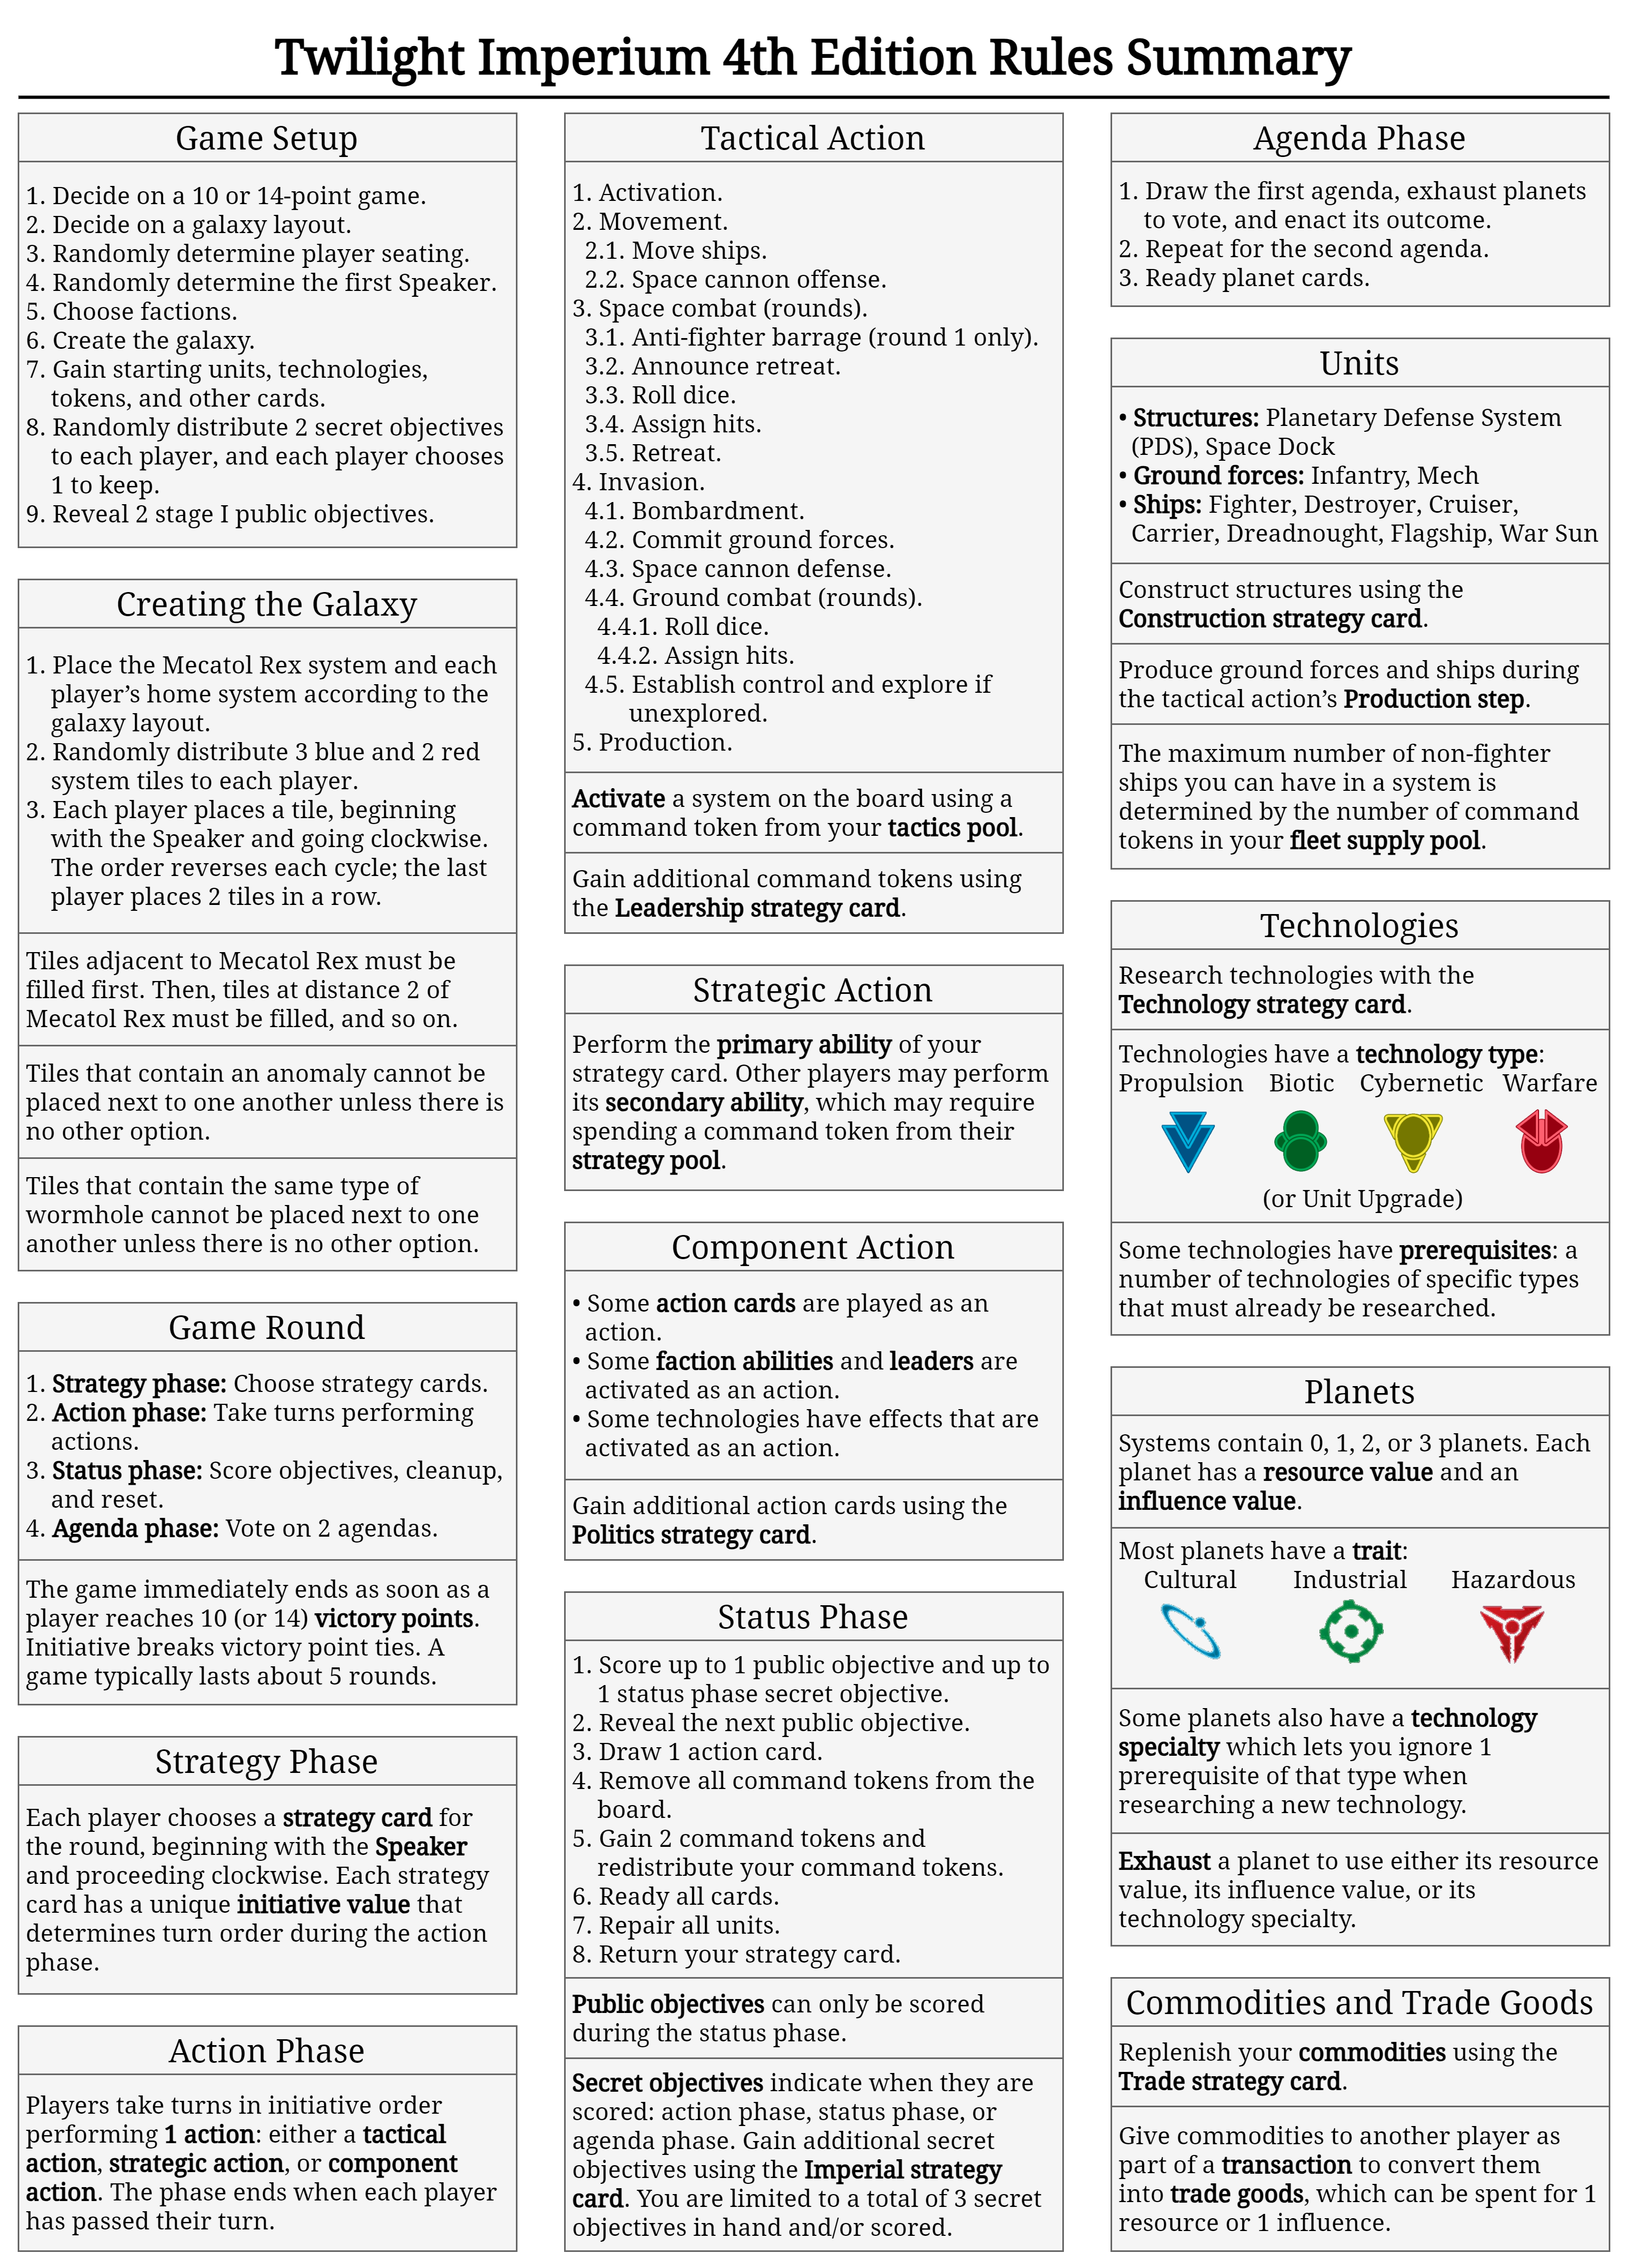 Twilight Imperium 4th Edition Rules Summary
Game Setup
1. Decide on a 10 or 14-point game.
2. Decide on a galaxy layout.
3. Randomly determine player seating.
4. Randomly determine the first Speaker.
5. Choose factions.
6. Create the galaxy.
7. Gain starting units, technologies,
tokens, and other cards.
8. Randomly distribute 2 secret objectives
to each player, and each player chooses
1 to keep.
9. Reveal 2 stage I public objectives.
Creating the Galaxy
1. Place the Mecatol Rex system and each
player’s home system according to the
galaxy layout.
2. Randomly distribute 3 blue and 2 red
system tiles to each player.
3. Each player places a tile, beginning
with the Speaker and going clockwise.
The order reverses each cycle; the last
player places 2 tiles in a row.
Tiles adjacent to Mecatol Rex must be
filled first. Then, tiles at distance 2 of
Mecatol Rex must be filled, and so on.
Tiles that contain an anomaly cannot be
placed next to one another unless there is
no other option.
Tiles that contain the same type of
wormhole cannot be placed next to one
another unless there is no other option.
Game Round
1. Strategy phase: Choose strategy cards.
2. Action phase: Take turns performing
actions.
3. Status phase: Score objectives, cleanup,
and reset.
4. Agenda phase: Vote on 2 agendas.
The game immediately ends as soon as a
player reaches 10 (or 14) victory points.
Initiative breaks victory point ties. A
game typically lasts about 5 rounds.
Strategy Phase
Each player chooses a strategy card for
the round, beginning with the Speaker
and proceeding clockwise. Each strategy
card has a unique initiative value that
determines turn order during the action
phase.
Action Phase
Players take turns in initiative order
performing 1 action: either a tactical
action, strategic action, or component
action. The phase ends when each player
has passed their turn.
Tactical Action
1. Activation.
2. Movement.
2.1. Move ships.
2.2. Space cannon offense.
3. Space combat (rounds).
3.1. Anti-fighter barrage (round 1 only).
3.2. Announce retreat.
3.3. Roll dice.
3.4. Assign hits.
3.5. Retreat.
4. Invasion.
4.1. Bombardment.
4.2. Commit ground forces.
4.3. Space cannon defense.
4.4. Ground combat (rounds).
4.4.1. Roll dice.
4.4.2. Assign hits.
4.5. Establish control and explore if
unexplored.
5. Production.
Activate a system on the board using a
command token from your tactics pool.
Gain additional command tokens using
the Leadership strategy card.
Strategic Action
Perform the primary ability of your
strategy card. Other players may perform
its secondary ability, which may require
spending a command token from their
strategy pool.
Component Action
• Some action cards are played as an
action.
• Some faction abilities and leaders are
activated as an action.
• Some technologies have effects that are
activated as an action.
Gain additional action cards using the
Politics strategy card.
Status Phase
1. Score up to 1 public objective and up to
1 status phase secret objective.
2. Reveal the next public objective.
3. Draw 1 action card.
4. Remove all command tokens from the
board.
5. Gain 2 command tokens and
redistribute your command tokens.
6. Ready all cards.
7. Repair all units.
8. Return your strategy card.
Public objectives can only be scored
during the status phase.
Secret objectives indicate when they are
scored: action phase, status phase, or
agenda phase. Gain additional secret
objectives using the Imperial strategy
card. You are limited to a total of 3 secret
objectives in hand and/or scored.
Agenda Phase
1. Draw the first agenda, exhaust planets
to vote, and enact its outcome.
2. Repeat for the second agenda.
3. Ready planet cards.
Units
• Structures: Planetary Defense System
(PDS), Space Dock
• Ground forces: Infantry, Mech
• Ships: Fighter, Destroyer, Cruiser,
Carrier, Dreadnought, Flagship, War Sun
Construct structures using the
Construction strategy card.
Produce ground forces and ships during
the tactical action’s Production step.
The maximum number of non-fighter
ships you can have in a system is
determined by the number of command
tokens in your fleet supply pool.
Technologies
Research technologies with the
Technology strategy card.
Technologies have a technology type:
Propulsion Biotic Cybernetic Warfare
(or Unit Upgrade)
Some technologies have prerequisites: a
number of technologies of specific types
that must already be researched.
Planets
Systems contain 0, 1, 2, or 3 planets. Each
planet has a resource value and an
influence value.
Most planets have a trait:
Cultural Industrial Hazardous
Some planets also have a technology
specialty which lets you ignore 1
prerequisite of that type when
researching a new technology.
Exhaust a planet to use either its resource
value, its influence value, or its
technology specialty.
Commodities and Trade Goods
Replenish your commodities using the
Trade strategy card.
Give commodities to another player as
part of a transaction to convert them
into trade goods, which can be spent for 1
resource or 1 influence.